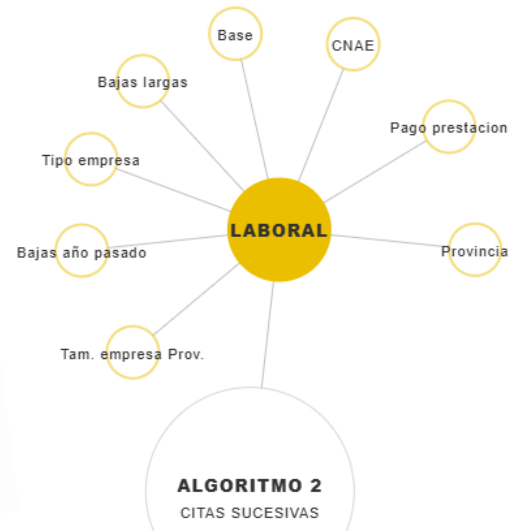 Base
CNAE
Bajas largas
Pago prestacion
Tipo empresa
LABORAL
Bajas año pasado
Provincia
Tam. empresa Prov.
ALGORITMO 2
CITAS SUCESIVAS